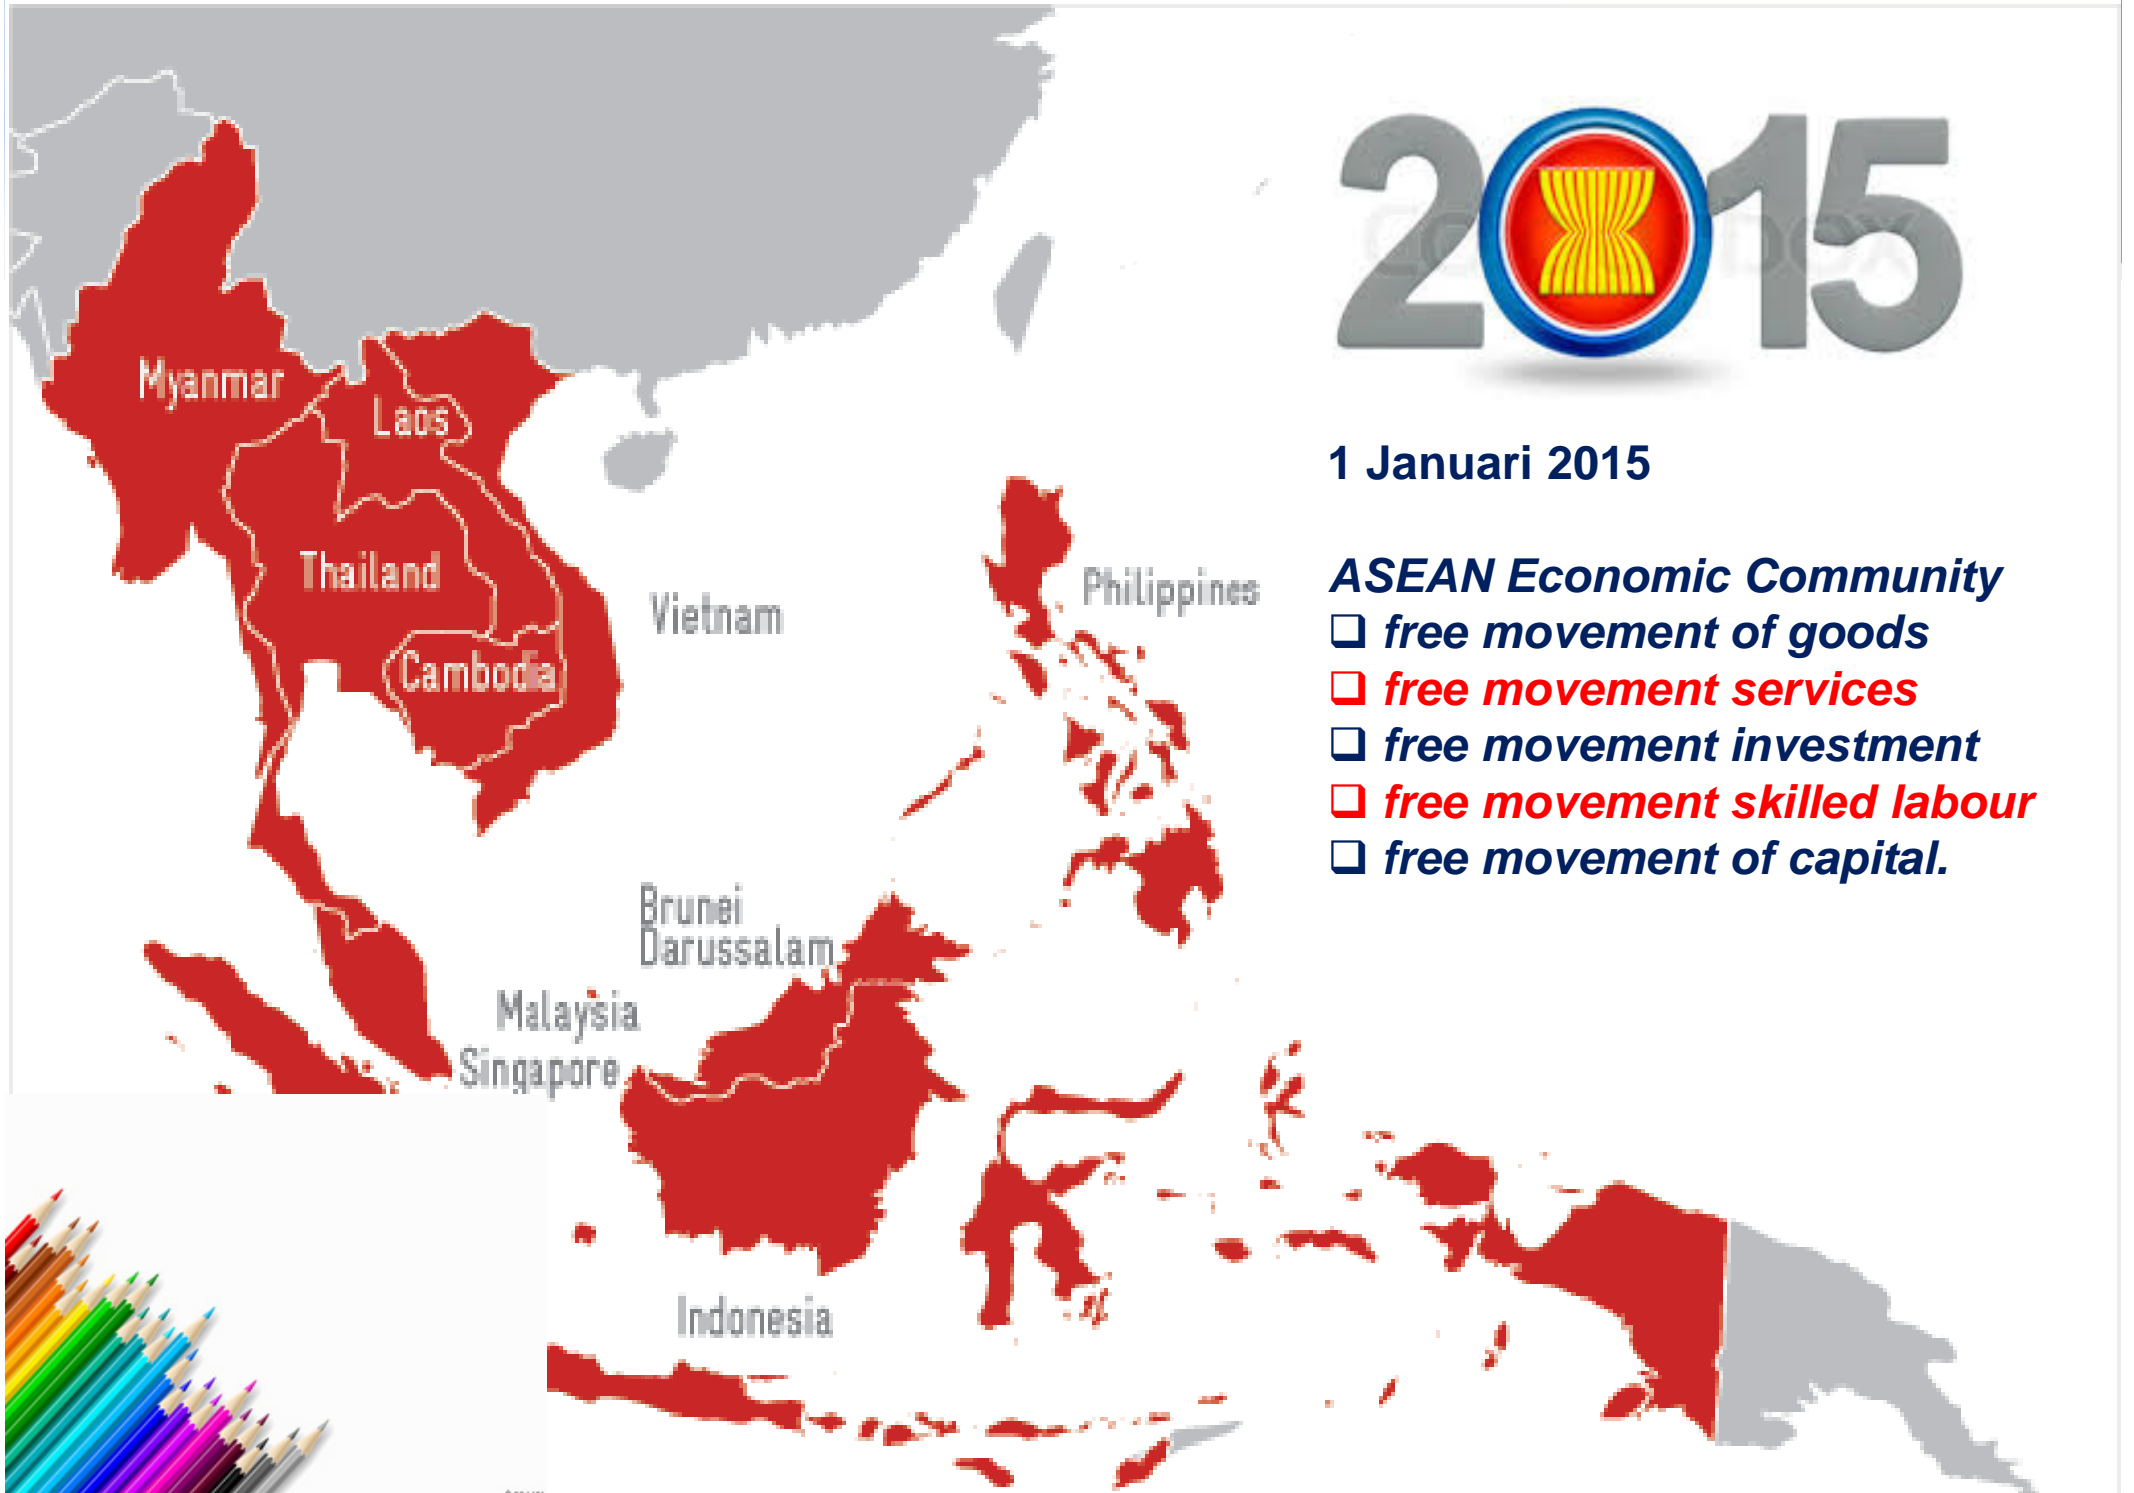 2015
1 Januari 2015
ASEAN Economic Community
❑ free movement of goods
❑ free movement services
❑ free movement investment
❑ free movement skilled labour
❑ free movement of capital.
Myanmar
Laos
Thailand
Vietnam
Cambodia
Philippines
Brunei
Darussalam
Malaysia
Singapore
Indonesia